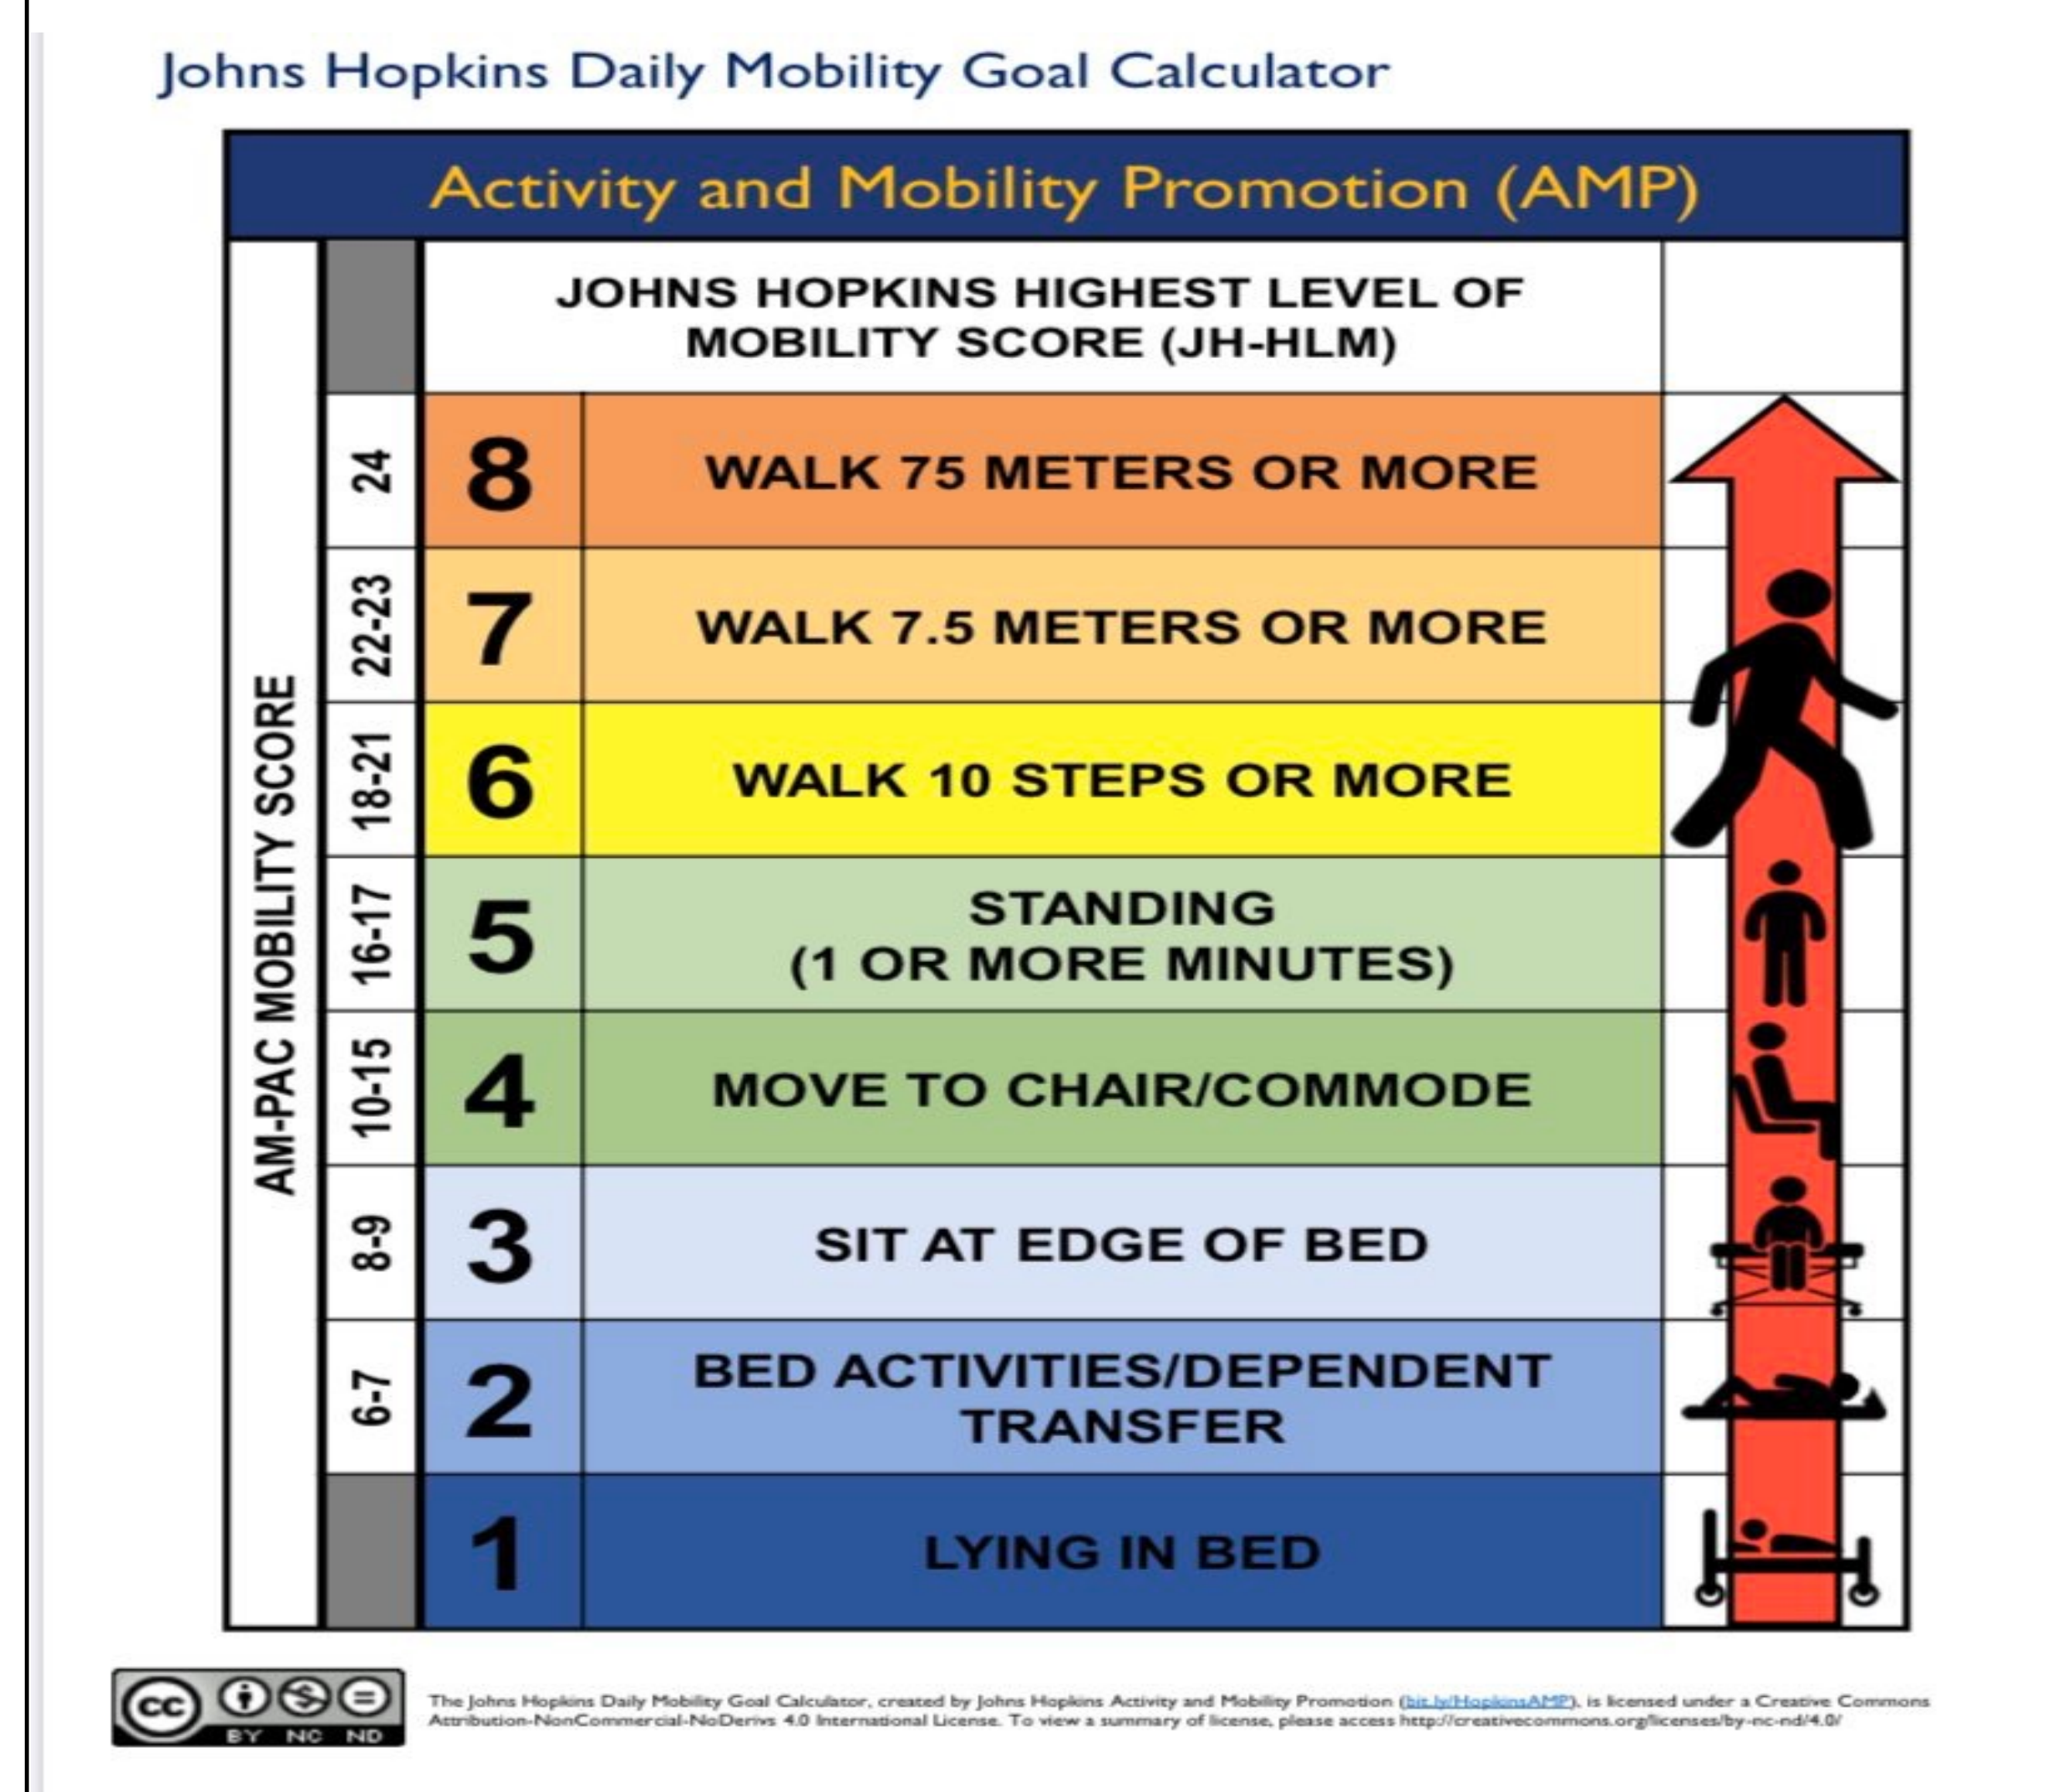 Johns Hopkins Daily Mobility Goal Calculator
Activity and Mobility Promotion (AMP)
JOHNS HOPKINS HIGHEST LEVEL OF
MOBILITY SCORE (JH-HLM)
AM-PAC MOBILITY SCORE
24
8
WALK 75 METERS OR MORE
22-23
7
WALK 7.5 METERS OR MORE
18-21
6
WALK 10 STEPS OR MORE
16-17
5
STANDING
(1 OR MORE MINUTES)
10-15
4
MOVE TO CHAIR/COMMODE
8-9
3
SIT AT EDGE OF BED
6-7
2
BED ACTIVITIES/DEPENDENT
TRANSFER
1
LYING IN BED
cc
BY NC ND
The Johns Hopkins Daily Mobility Goal Calculator, created by Johns Hopkins Activity and Mobility Promotion (bit.ly/HopkinsAMP), is licensed under a Creative Commons
Attribution-NonCommercial-NoDerivs 4.0 International License. To view a summary of license, please access http://creativecommons.org/licenses/by-nc-nd/4.0/